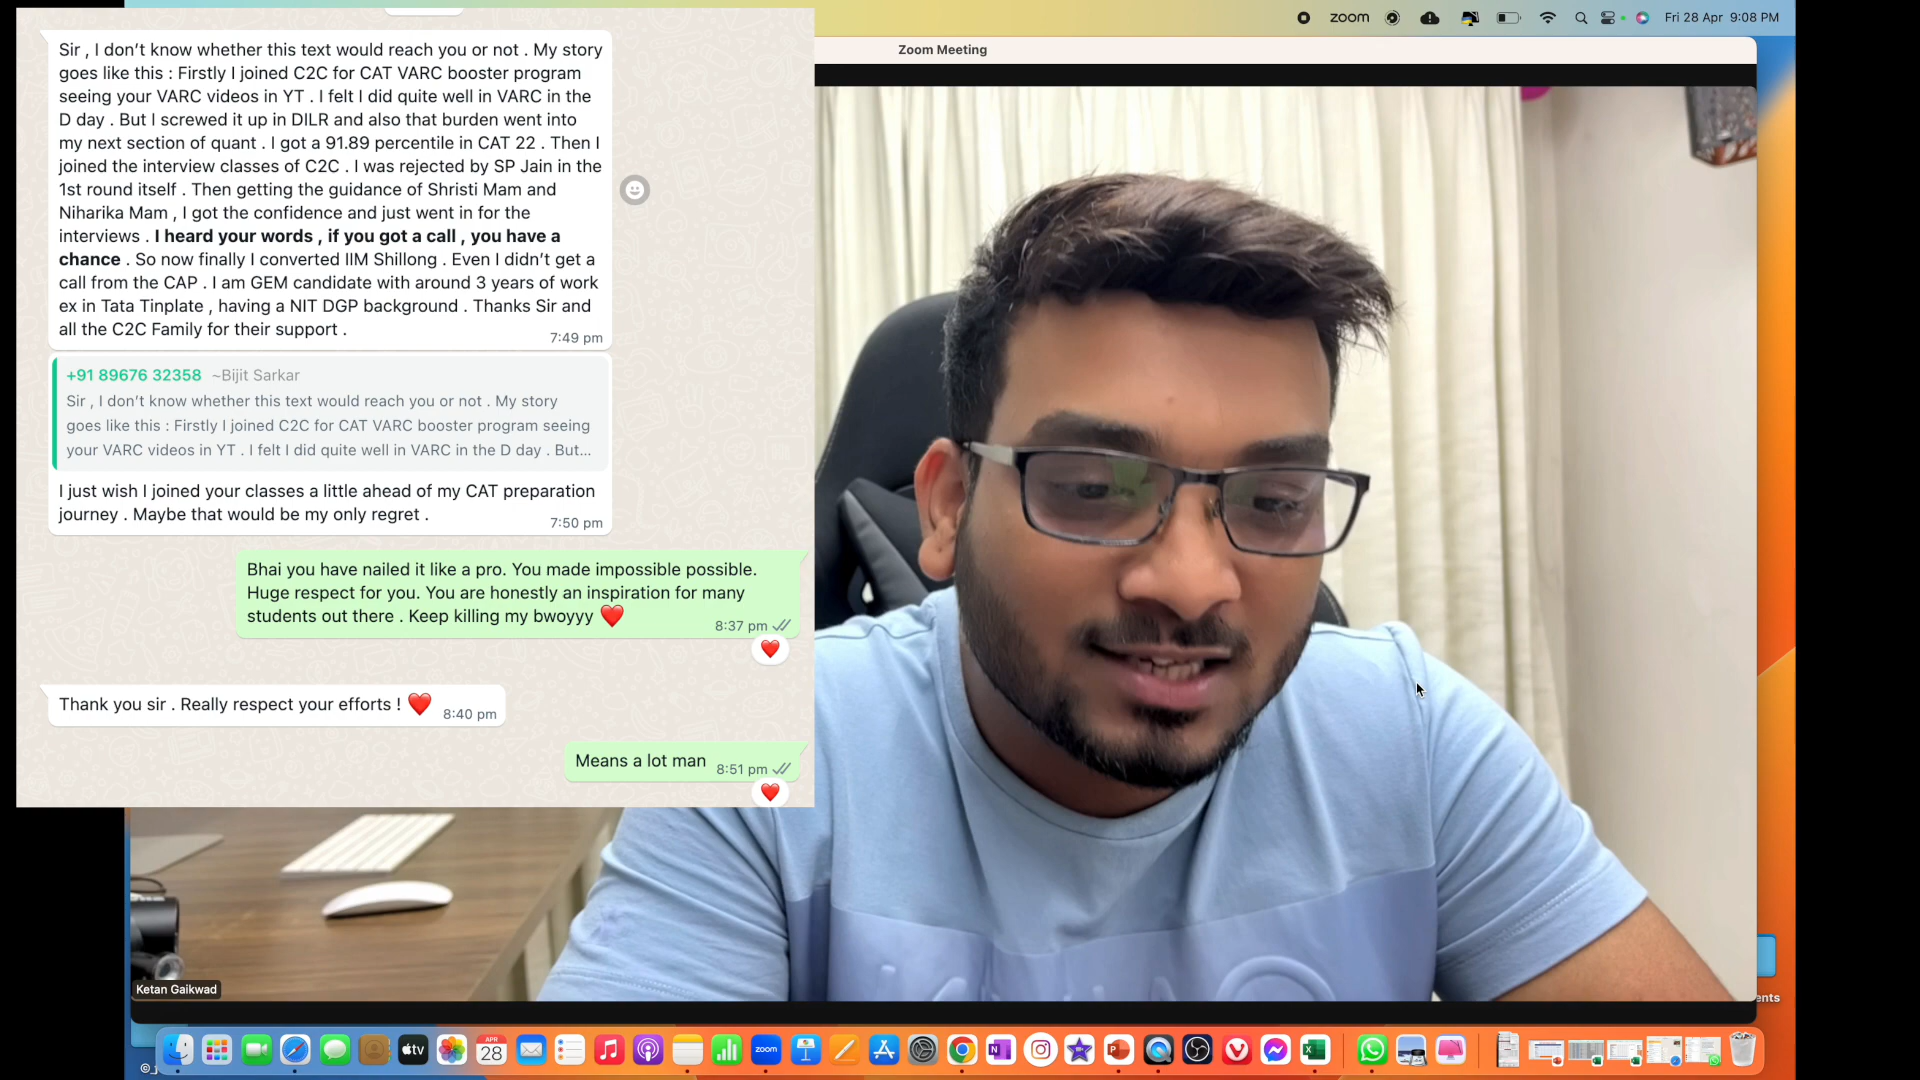 zoom
Fri 28 Apr 9:08 PM
Zoom Meeting
Sir , I don't know whether this text would reach you or not . My story
goes like this : Firstly I joined C2C for CAT VARC booster program
seeing your VARC videos in YT . I felt I did quite well in VARC in the
D day . But I screwed it up in DILR and also that burden went into
my next section of quant . I got a 91.89 percentile in CAT 22 . Then I
joined the interview classes of C2C . I was rejected by SP Jain in the
1st round itself . Then getting the guidance of Shristi Mam and
Niharika Mam , I got the confidence and just went in for the
interviews . I heard your words , if you got a call , you have a
chance . So now finally I converted IIM Shillong . Even I didn't get a
call from the CAP . I am GEM candidate with around 3 years of work
ex in Tata Tinplate , having a NIT DGP background . Thanks Sir and
all the C2C Family for their support .
7:49 pm
+91 89676 32358 ~Bijit Sarkar
Sir , I don't know whether this text would reach you or not . My story
goes like this : Firstly I joined C2C for CAT VARC booster program seeing
your VARC videos in YT . I felt I did quite well in VARC in the D day . But...
I just wish I joined your classes a little ahead of my CAT preparation
journey . Maybe that would be my only regret .
7:50 pm
Bhai you have nailed it like a pro. You made impossible possible.
Huge respect for you. You are honestly an inspiration for many
students out there . Keep killing my bwoyyy ❤️
8:37 pm
❤️
Thank you sir . Really respect your efforts ! ❤️ 8:40 pm
Means a lot man 8:51 pm
❤️
Ketan Gaikwad
ents
tv
APR
28
zoom